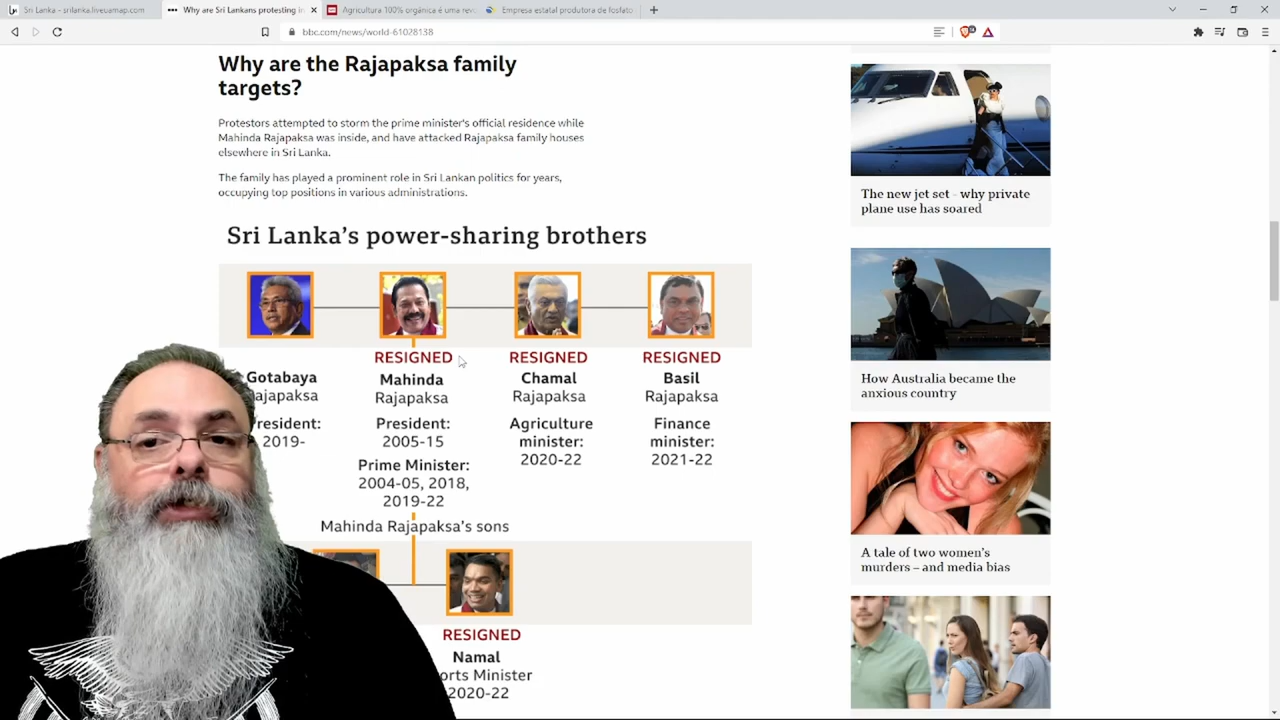 Sri Lanka - srilanka.liveuamap.com
Why are Sri Lankans protesting in
Agricultura 100% orgânica é uma revo
Empresa estatal produtora de fosfato
bbc.com/news/world-61028138
Why are the Rajapaksa family
targets?
Protestors attempted to storm the prime minister's official residence while
Mahinda Rajapaksa was inside, and have attacked Rajapaksa family houses
elsewhere in Sri Lanka.
The family has played a prominent role in Sri Lankan politics for years,
occupying top positions in various administrations.
Sri Lanka's power-sharing brothers
RESIGNED
RESIGNED
RESIGNED
Gotabaya
Mahinda
Chamal
Basil
ajapaksa
Rajapaksa
Rajapaksa
Rajapaksa
resident:
2019-
President:
2005-15
Agriculture
minister:
2020-22
Finance
minister:
2021-22
Prime Minister:
2004-05, 2018,
2019-22
Mahinda Rajapaksa's sons
RESIGNED
Namal
orts Minister
2020-22
The new jet set - why private
plane use has soared
How Australia became the
anxious country
A tale of two women's
murders – and media bias